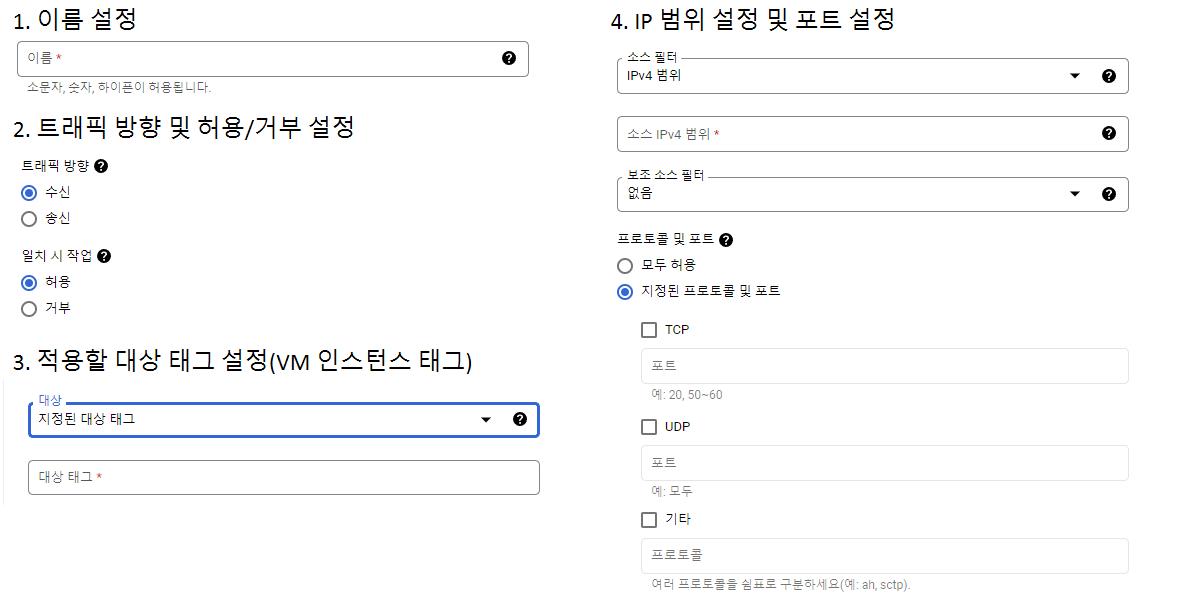 1. 이름 설정
이름 *
소문자, 숫자, 하이픈이 허용됩니다.
2. 트래픽 방향 및 허용/거부 설정
트래픽 방향
수신
송신
일치 시 작업
허용
거부
3. 적용할 대상 태그 설정(VM 인스턴스 태그)
대상
지정된 대상 태그
대상 태그 *
4. IP 범위 설정 및 포트 설정
소스 필터
IPv4 범위
소스 IPv4 범위 *
보조 소스 필터
없음
프로토콜 및 포트
모두 허용
지정된 프로토콜 및 포트
TCP
포트
예: 20, 50~60
UDP
포트
예: 모두
기타
프로토콜
여러 프로토콜을 쉼표로 구분하세요(예: ah, sctp).